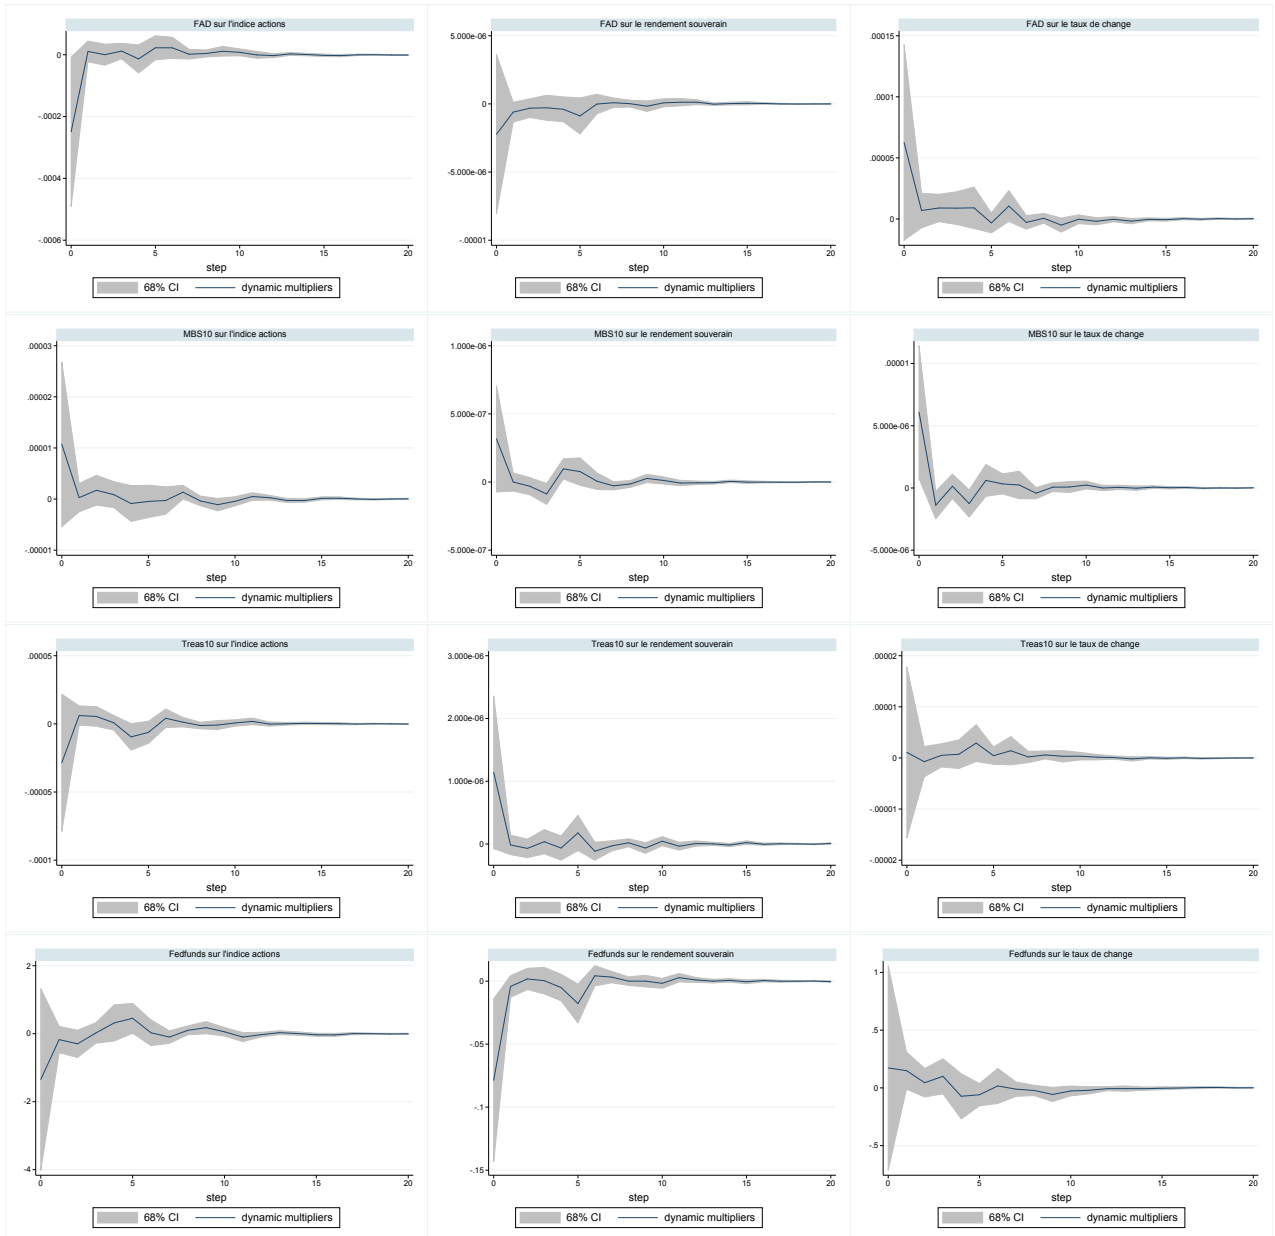 FAD sur l'indice actions
0
-.0002
-.0004
-.0006
0 5 10 15 20
step
68% CI dynamic multipliers
FAD sur le rendement souverain
5.000e-06
0
-5.000e-06
-.00001
0 5 10 15 20
step
68% CI dynamic multipliers
FAD sur le taux de change
.00015
.0001
.00005
0
0 5 10 15 20
step
68% CI dynamic multipliers
MBS10 sur l'indice actions
.00003
.00002
.00001
0
-.00001
0 5 10 15 20
step
68% CI dynamic multipliers
MBS10 sur le rendement souverain
1.000e-06
5.000e-07
0
-5.000e-07
0 5 10 15 20
step
68% CI dynamic multipliers
MBS10 sur le taux de change
.00001
5.000e-06
0
-5.000e-06
0 5 10 15 20
step
68% CI dynamic multipliers
Treas10 sur l'indice actions
.00005
0
-.00005
-.0001
0 5 10 15 20
step
68% CI dynamic multipliers
Treas10 sur le rendement souverain
3.000e-06
2.000e-06
1.000e-06
0
0 5 10 15 20
step
68% CI dynamic multipliers
Treas10 sur le taux de change
.00002
.00001
0
-.00001
-.00002
0 5 10 15 20
step
68% CI dynamic multipliers
Fedfunds sur l'indice actions
2
0
-2
-4
0 5 10 15 20
step
68% CI dynamic multipliers
Fedfunds sur le rendement souverain
0
-.05
-.1
-.15
0 5 10 15 20
step
68% CI dynamic multipliers
Fedfunds sur le taux de change
1
.5
0
-.5
0 5 10 15 20
step
68% CI dynamic multipliers